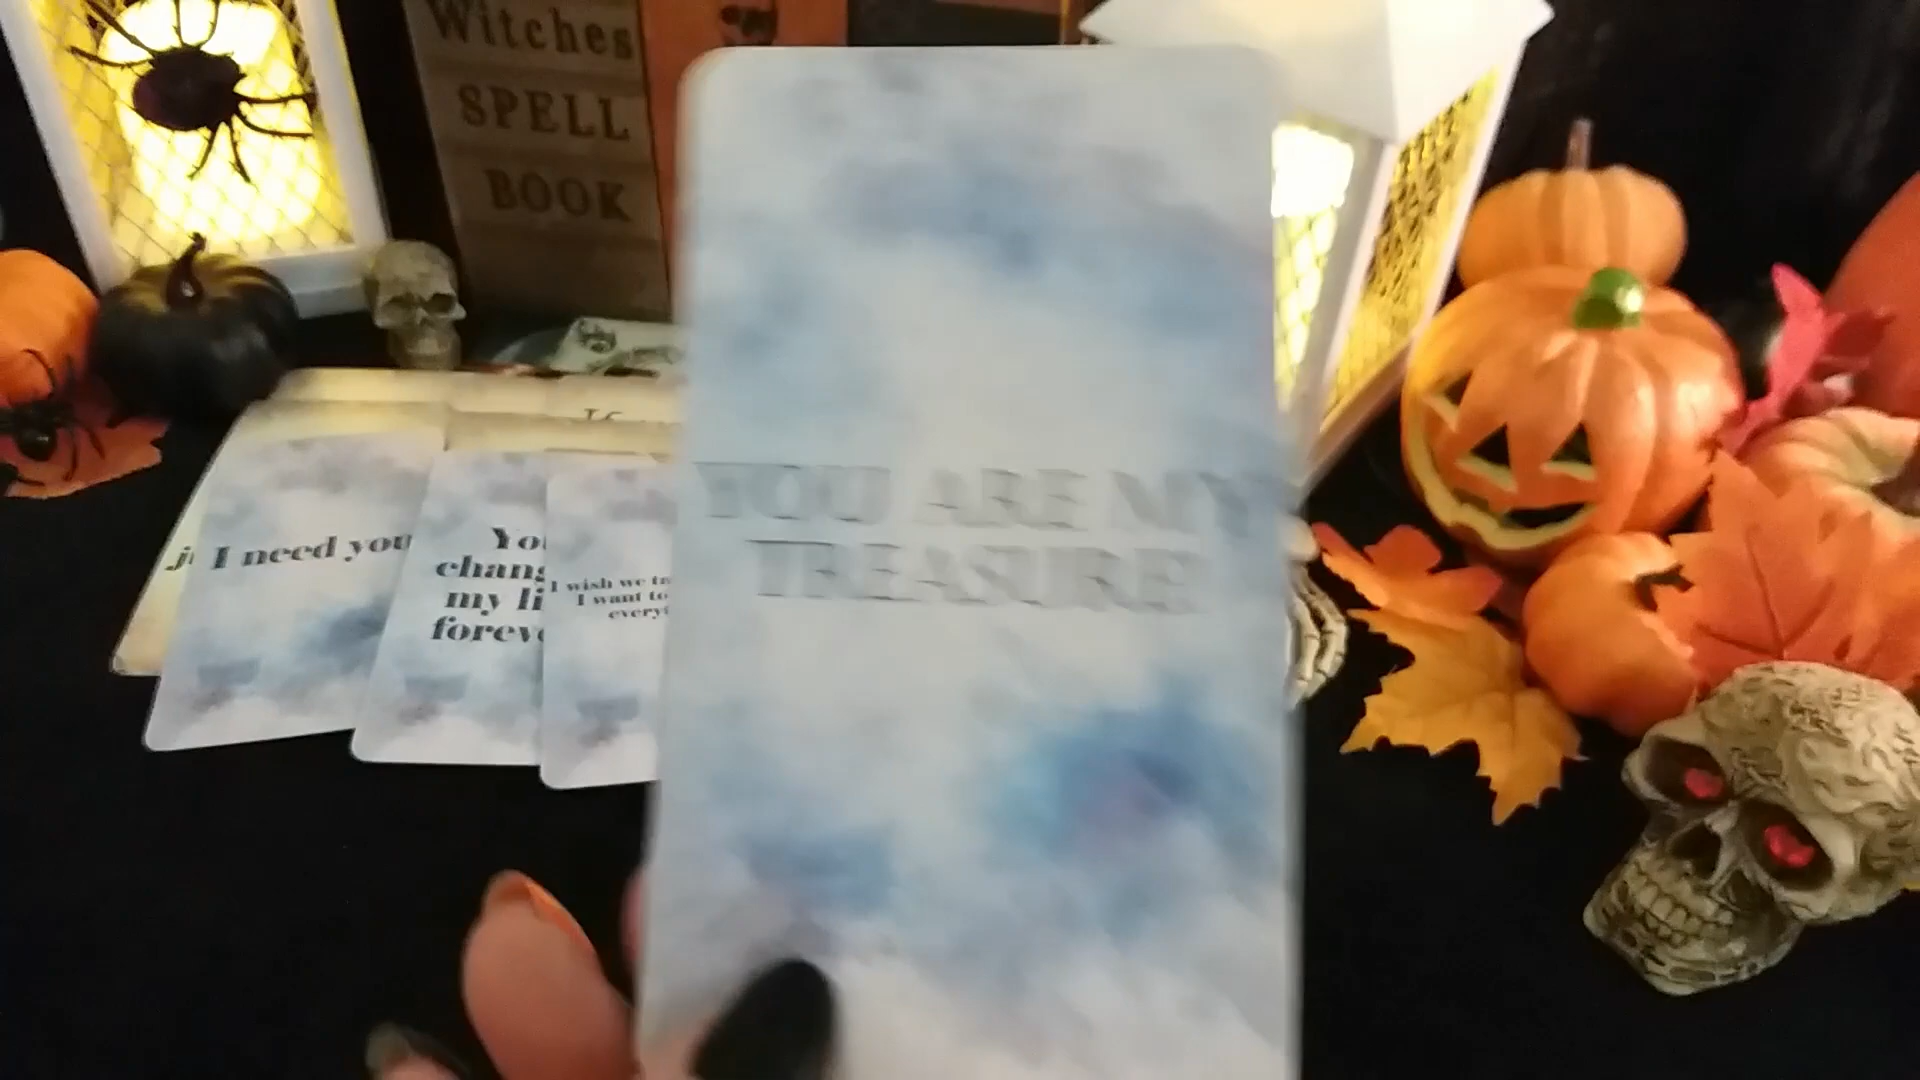 Witches
SPELL
BOOK
YOU ARE MY
TREASURE!
I need you
You
chang
my li
forev
I wish we ta
I want to
every